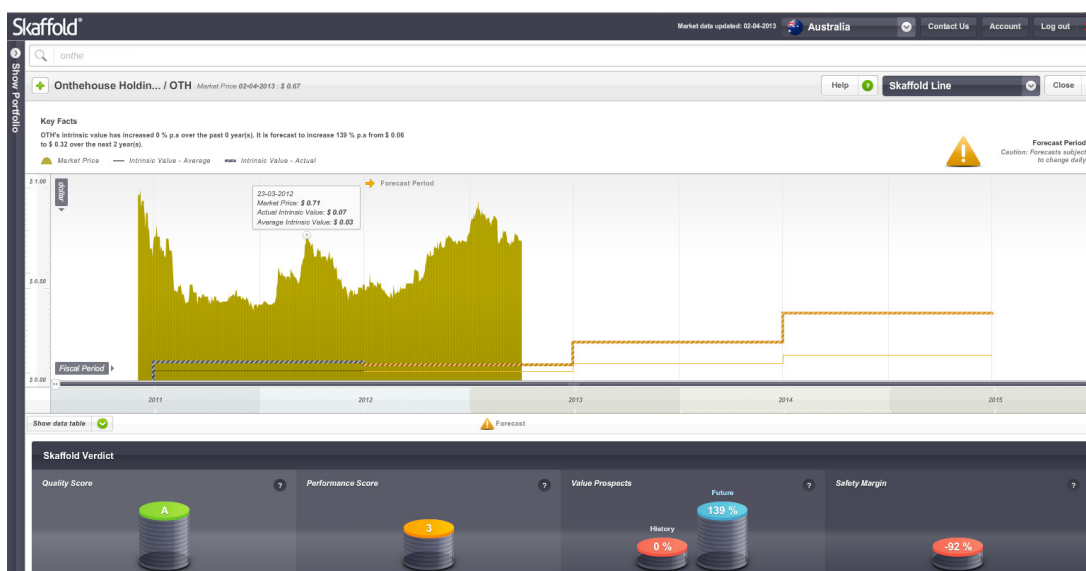 Skaffold®
Market data updated: 02-04-2013
Australia
Contact Us
Account
Log out
Show Portfolio
onthe
Onthehouse Holdin... / OTH Market Price 02-04-2013 : $ 0.67
Help ?
Skaffold Line
Close
Key Facts
OTH's intrinsic value has increased 0 % p.a over the past 0 year(s). It is forecast to increase 139 % p.a from $ 0.06
to $ 0.32 over the next 2 year(s).
Market Price
Intrinsic Value - Average
Intrinsic Value - Actual
Forecast Period
Caution: Forecasts subject
to change daily
$ 1.00
dollar
Forecast Period
23-03-2012
Market Price: $ 0.71
Actual Intrinsic Value: $ 0.07
Average Intrinsic Value: $ 0.03
$ 0.50
Fiscal Period
$ 0.00
2011
2012
2013
2014
2015
Show data table
Forecast
Skaffold Verdict
Quality Score ?
Performance Score ?
Value Prospects ?
Safety Margin ?
A
3
History
0 %
Future
139 %
-92 %